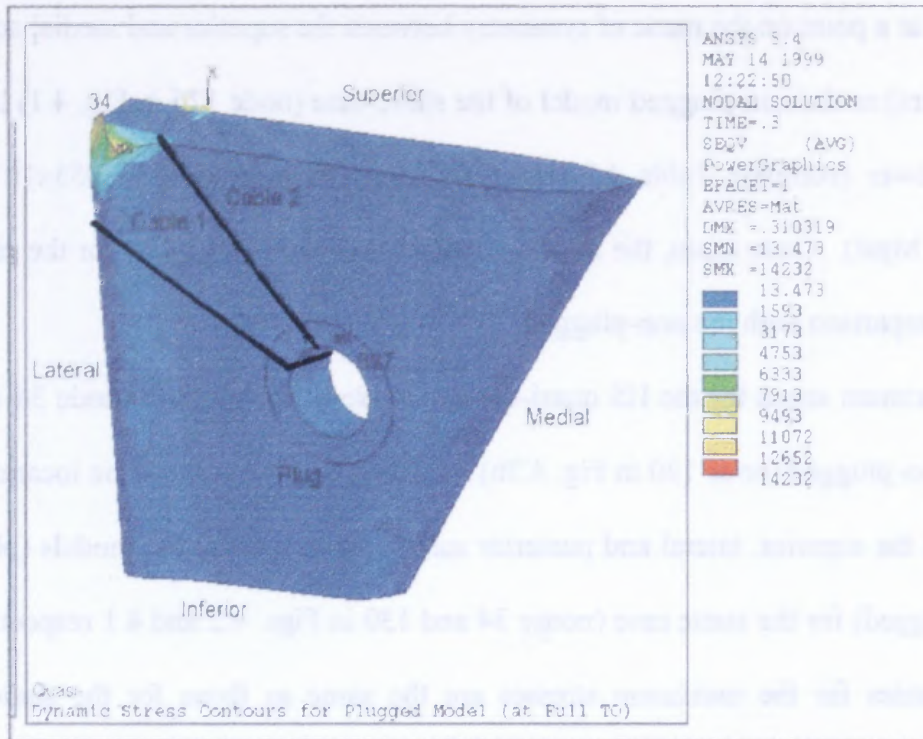 ANSYS 5.4
MAY 14 1999
12:22:50
NODAL SOLUTION
TIME=.3
SEQV (AVG)
PowerGraphics
EFACET=1
AVRES=Mat
DMX =.310319
SMN =13.473
SMX =14232
13.473
1593
3173
4753
6333
7913
9493
11072
12652
14232
34
X
Superior
Cable 2
Cable 1
Lateral
Medial
Plug
Inferior
Quasi
Dynamic Stress Contours for Plugged Model (at Full TO)